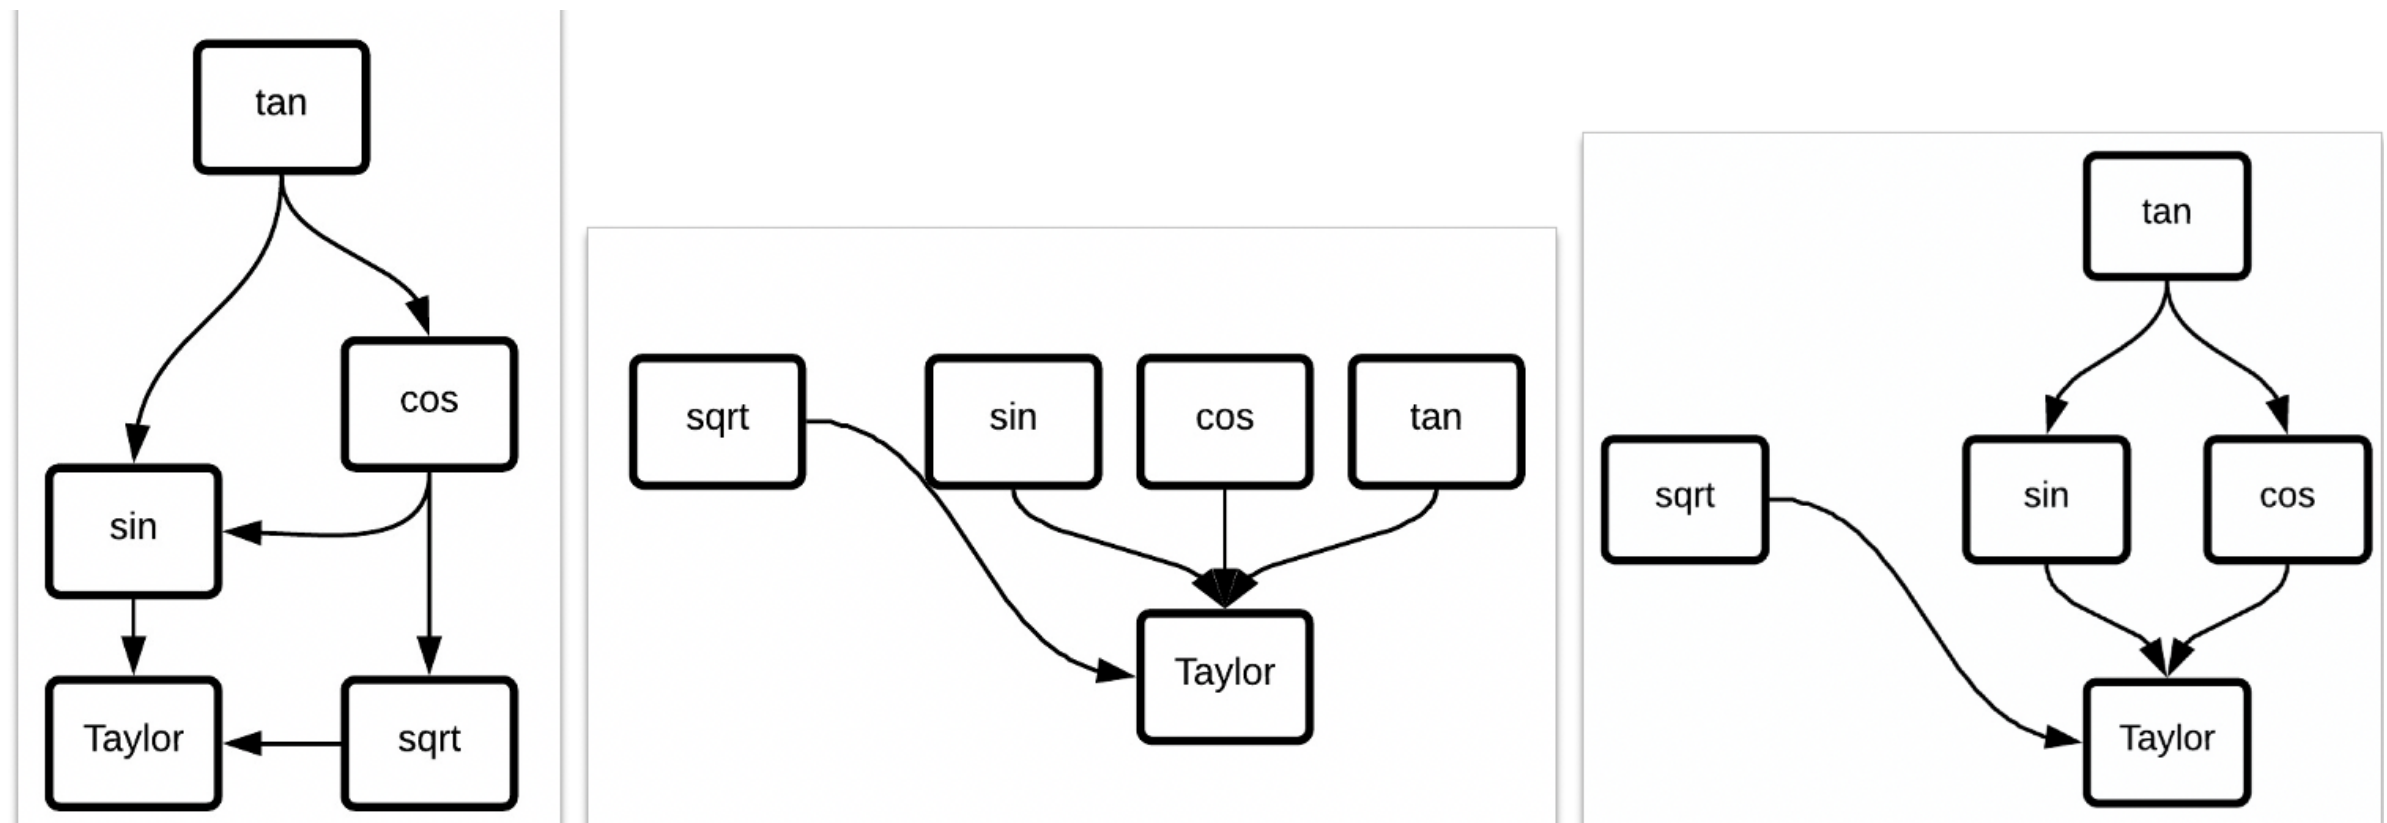 tan
cos
sin
Taylor
sqrt
sqrt
sin
cos
tan
Taylor
tan
sqrt
sin
cos
Taylor